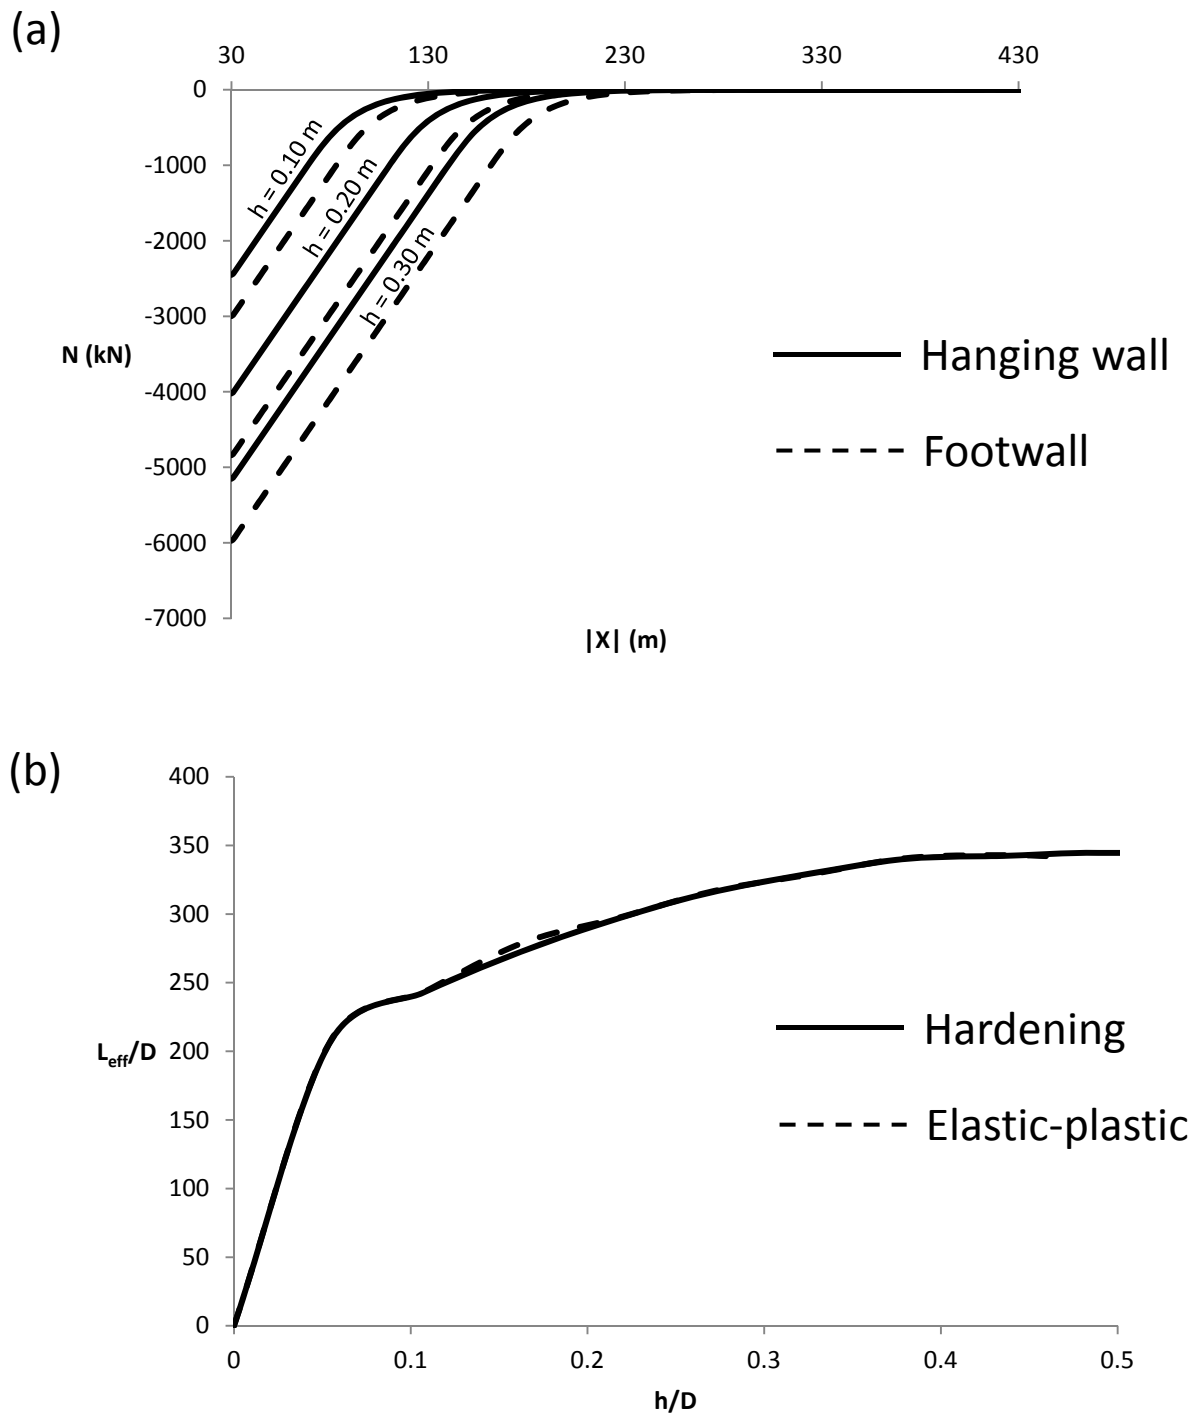 (a)
30 130 230 330 430
0
-1000
-2000
-3000
-4000
-5000
-6000
-7000
N (kN)
h = 0.10 m
h = 0.20 m
h = 0.30 m
Hanging wall
Footwall
|X| (m)
(b)
400
350
300
250
200
150
100
50
0
Leff/D
Hardening
Elastic-plastic
0 0.1 0.2 0.3 0.4 0.5
h/D